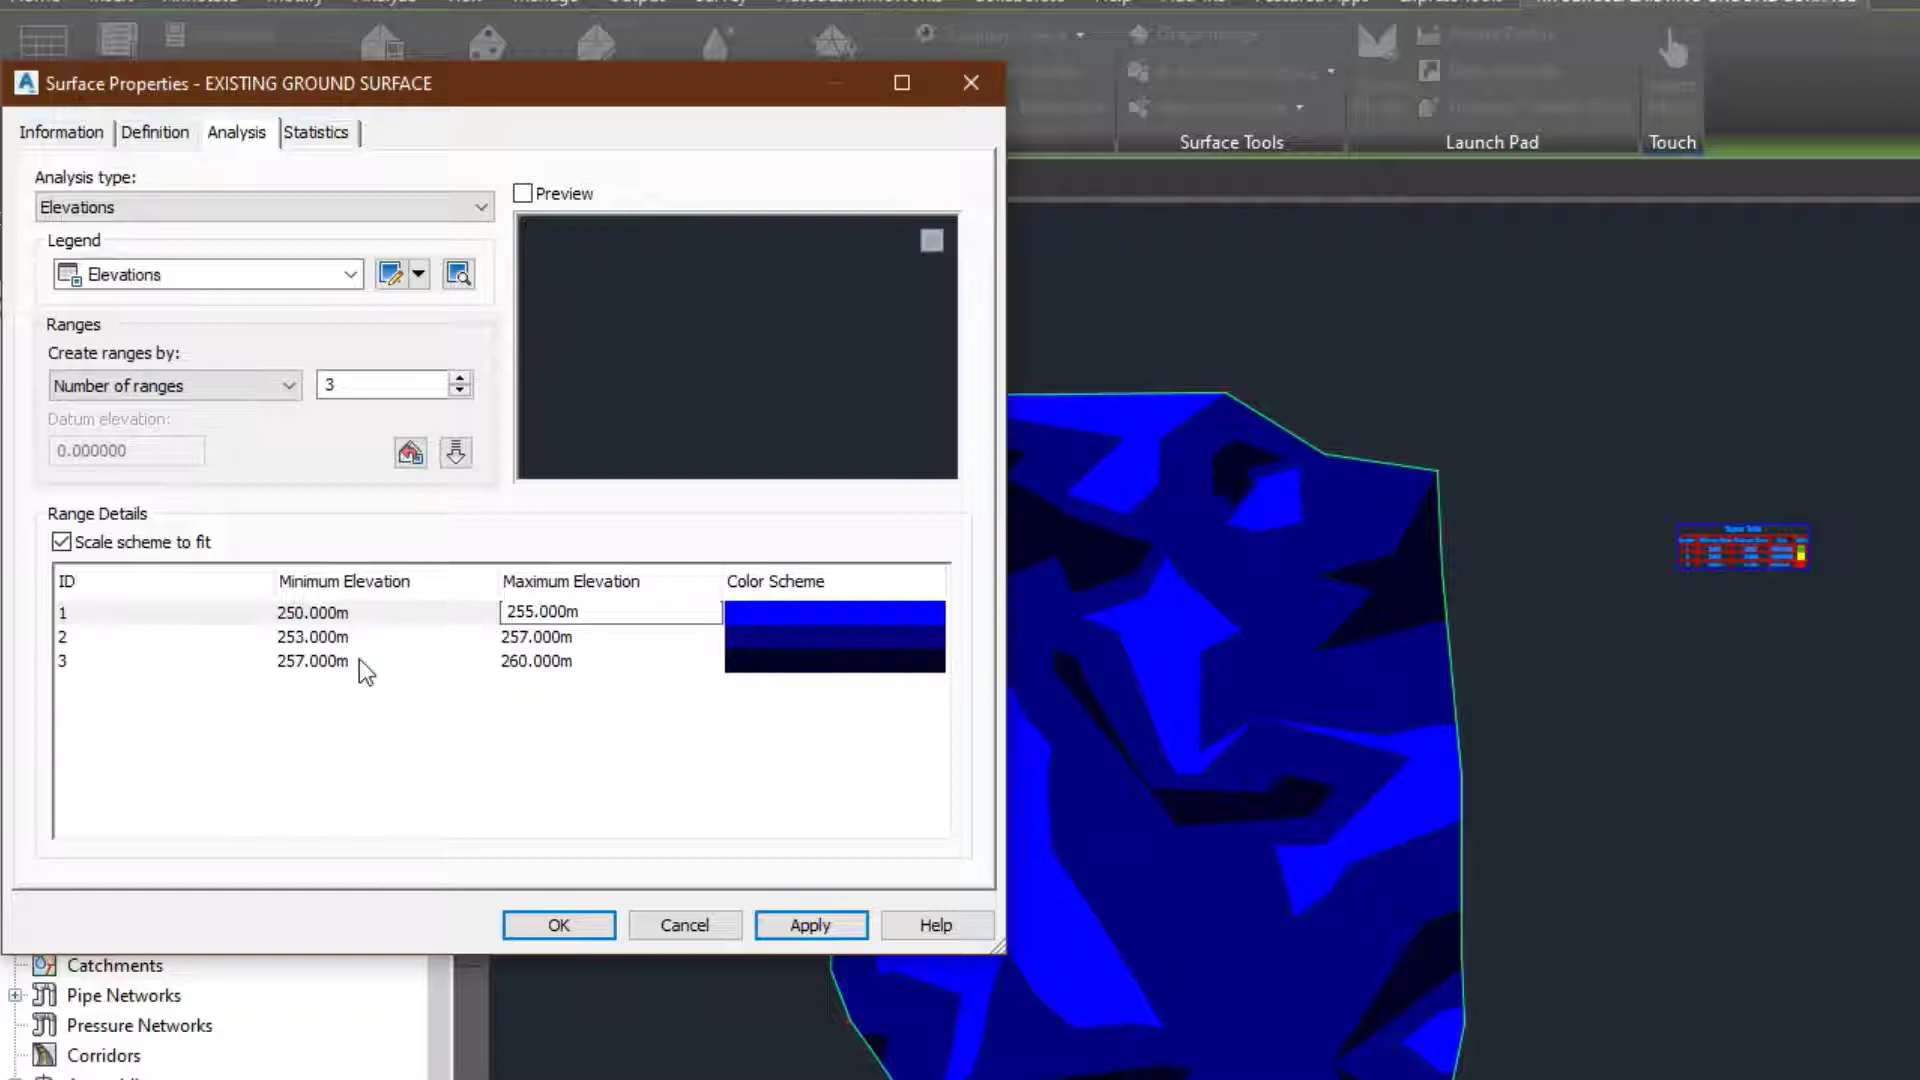 Surface Properties - EXISTING GROUND SURFACE
Information Definition Analysis Statistics
Analysis type:
Elevations
Preview
Legend
Elevations
Ranges
Create ranges by:
Number of ranges 3
Datum elevation:
0.000000
Range Details
Scale scheme to fit
ID Minimum Elevation Maximum Elevation Color Scheme
1 250.000m 255.000m
2 253.000m 257.000m
3 257.000m 260.000m
OK Cancel Apply Help
Surface Tools Launch Pad Touch
Catchments
Pipe Networks
Pressure Networks
Corridors